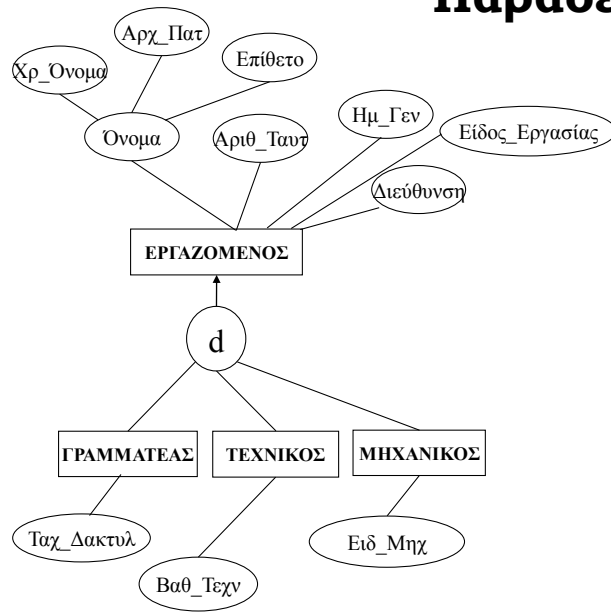 Αρχ_Πατ
Χρ_Όνομα
Επίθετο
Όνομα
Αριθ_Ταυτ
Ημ_Γεν
Είδος_Εργασίας
Διεύθυνση
ΕΡΓΑΖΟΜΕΝΟΣ
d
ΓΡΑΜΜΑΤΕΑΣ
ΤΕΧΝΙΚΟΣ
ΜΗΧΑΝΙΚΟΣ
Ταχ_Δακτυλ
Βαθ_Τεχν
Ειδ_Μηχ